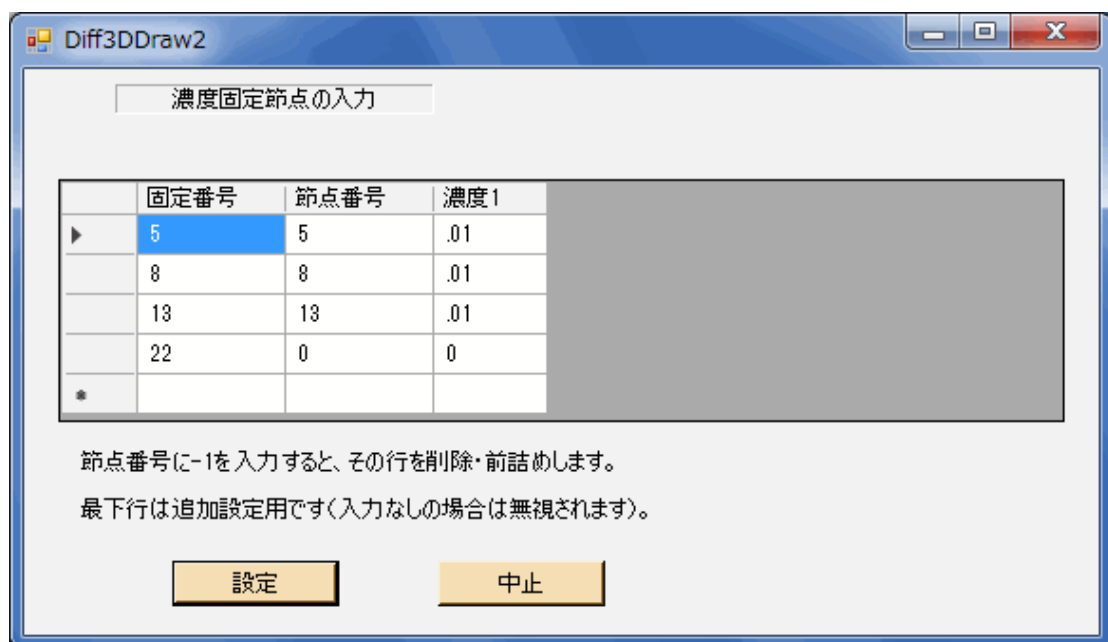 Diff3DDraw2
濃度固定節点の入力
固定番号 節点番号 濃度1
5 5 .01
8 8 .01
13 13 .01
22 0 0
節点番号に-1を入力すると、その行を削除・前詰めします。
最下行は追加設定用です(入力なしの場合は無視されます)。
設定 中止